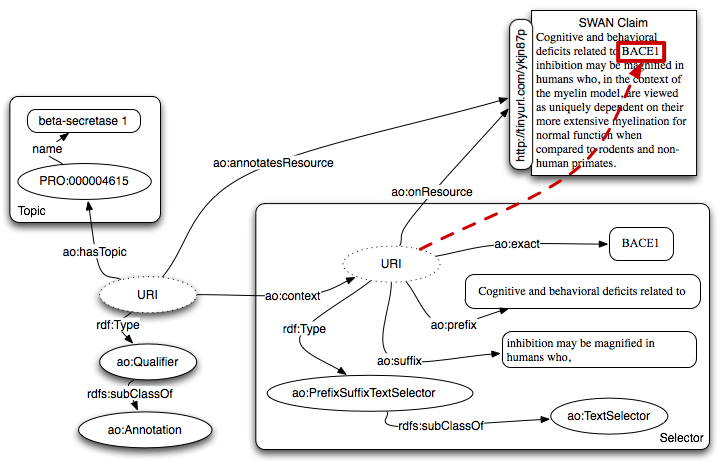 SWAN Claim
http://tinyurl.com/ykjn87p
Cognitive and behavioral
deficits related to BACE1
inhibition may be magnified in
humans who, in the context of
the myelin model, are viewed
as uniquely dependent on their
more extensive myelination for
normal function when
compared to rodents and non-
human primates.
beta-secretase 1
name
PRO:000004615
Topic
ao:annotatesResource
ao:onResource
ao:hasTopic
URI
ao:context
URI
ao:exact
BACE1
ao:prefix
Cognitive and behavioral deficits related to
ao:suffix
inhibition may be magnified in
humans who,
rdf:Type
rdf:Type
ao:Qualifier
rdfs:subClassOf
ao:Annotation
ao:PrefixSuffixTextSelector
rdfs:subClassOf
ao:TextSelector
Selector